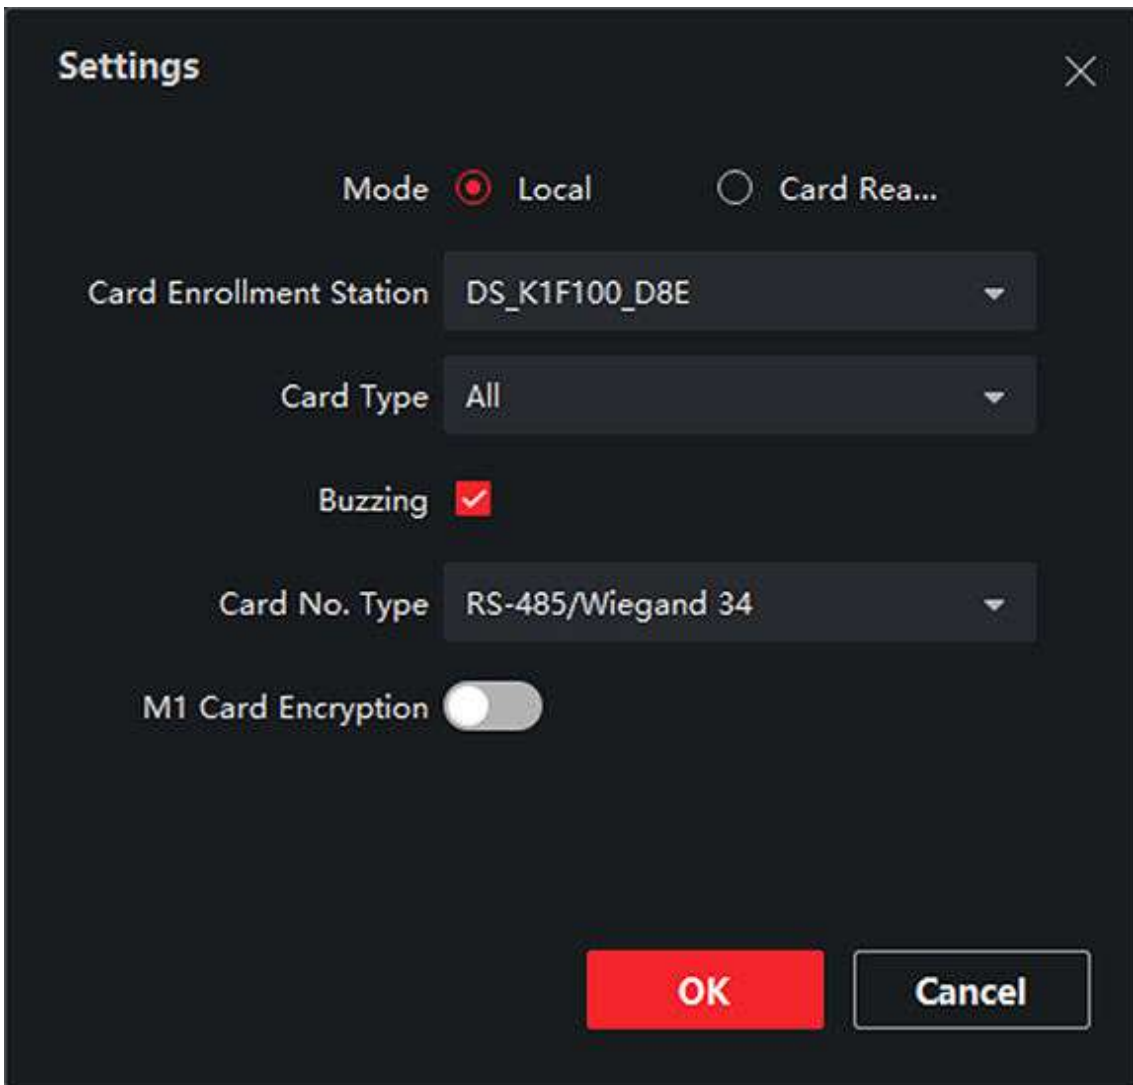 Settings
Mode Local Card Rea...
Card Enrollment Station DS_K1F100_D8E
Card Type All
Buzzing
Card No. Type RS-485/Wiegand 34
M1 Card Encryption
OK Cancel